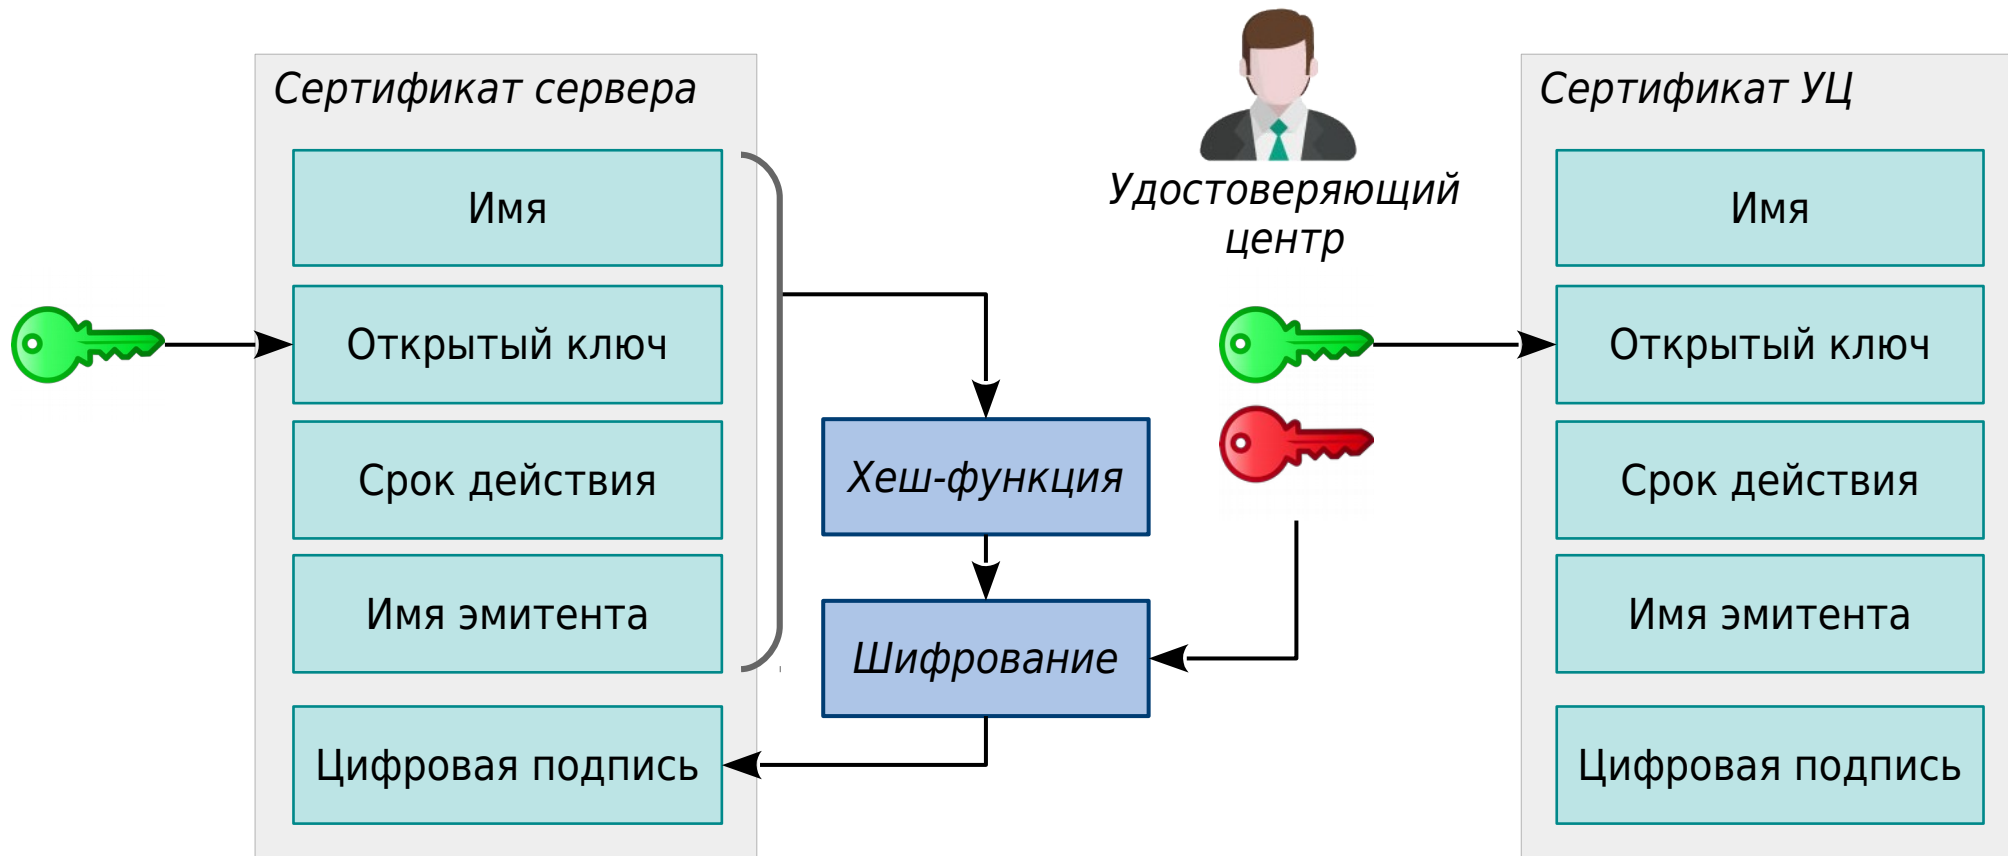 Сертификат сервера
Имя
Открытый ключ
Срок действия
Имя эмитента
Цифровая подпись
Хеш-функция
Шифрование
Удостоверяющий
центр
Сертификат УЦ
Имя
Открытый ключ
Срок действия
Имя эмитента
Цифровая подпись